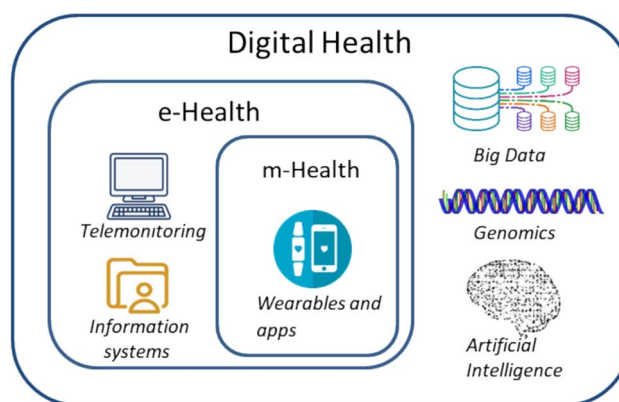 Digital Health
e-Health
Telemonitoring
Information
systems
m-Health
Wearables and
apps
Big Data
Genomics
Artificial
Intelligence